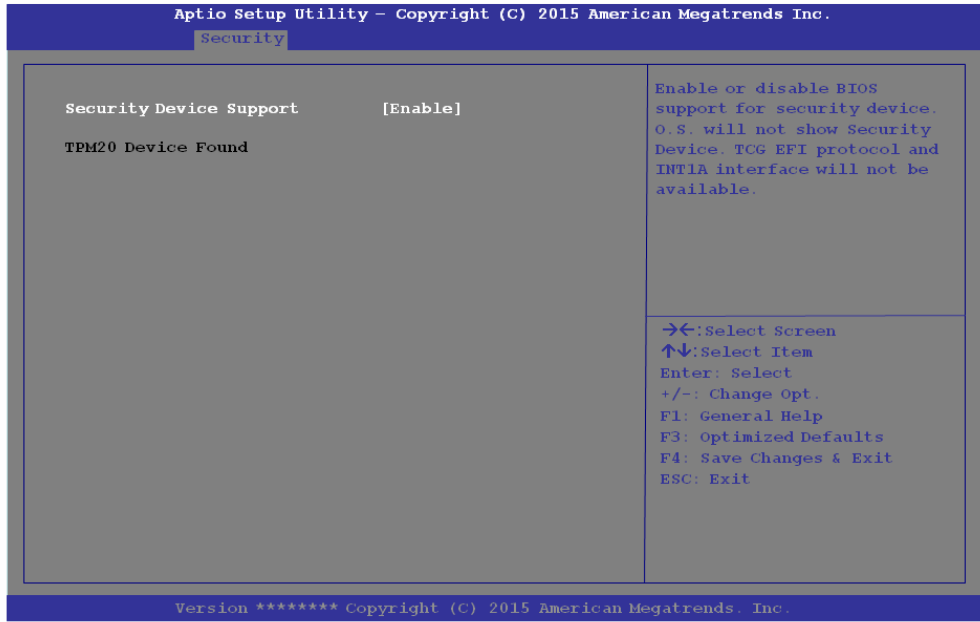 Aptio Setup Utility – Copyright (C) 2015 American Megatrends Inc.
Security
Security Device Support [Enable]
TPM20 Device Found
Enable or disable BIOS
support for security device.
O.S. will not show Security
Device. TCG EFI protocol and
INT1A interface will not be
available.
→←:Select Screen
↑↓:Select Item
Enter: Select
+/-: Change Opt.
F1: General Help
F3: Optimized Defaults
F4: Save Changes & Exit
ESC: Exit
Version ******** Copyright (C) 2015 American Megatrends. Inc.